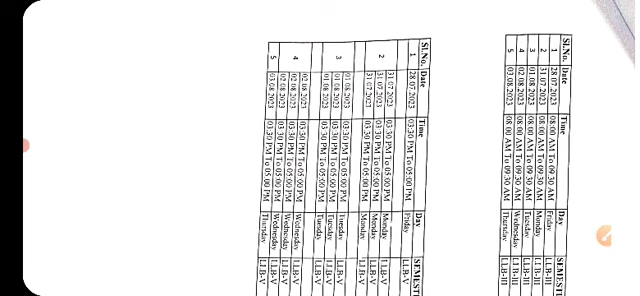 Sl.No. Date Time Day SEMEST
1 28.07.2023 08:00 AM To 09:30 AM Friday LLB-III
2 31.07.2023 08:00 AM To 09:30 AM Monday LLB-III
3 01.08.2023 08:00 AM To 09:30 AM Tuesday LLB-III
4 02.08.2023 08:00 AM To 09:30 AM Wednesday LLB-III
5 03.08.2023 08:00 AM To 09:30 AM Thursday LLB-III
Sl.No. Date Time Day SEMEST
1 28.07.2023 03:30 PM To 05:00 PM Friday LLB-V
31.07.2023 03:30 PM To 05:00 PM Monday LLB-V
2 31.07.2023 03:30 PM To 05:00 PM Monday LLB-V
31.07.2023 03:30 PM To 05:00 PM Monday LLB-V
01.08.2023 03:30 PM To 05:00 PM Tuesday LLB-V
3 01.08.2023 03:30 PM To 05:00 PM Tuesday LLB-V
01.08.2023 03:30 PM To 05:00 PM Tuesday LLB-V
02.08.2023 03:30 PM To 05:00 PM Wednesday LLB-V
4 02.08.2023 03:30 PM To 05:00 PM Wednesday LLB-V
02.08.2023 03:30 PM To 05:00 PM Wednesday LLB-V
5 03.08.2023 03:30 PM To 05:00 PM Thursday LLB-V